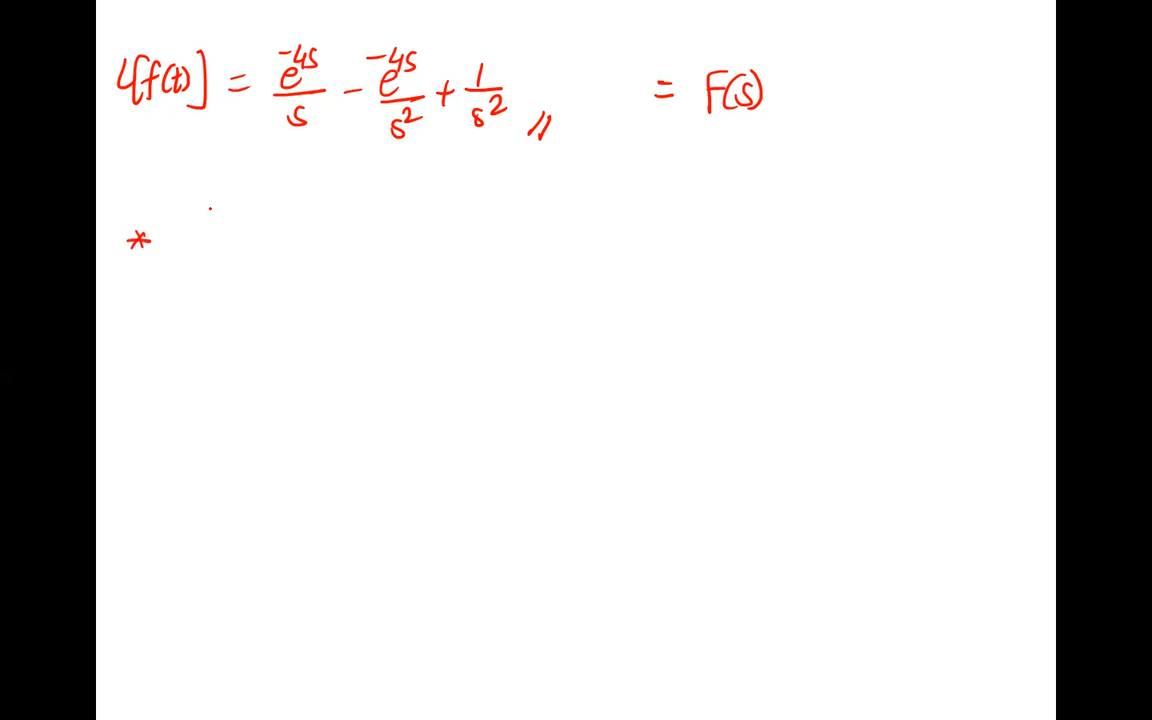 L[f(t)] = e^{-4s}/s - e^{-4s}/s^2 + 1/s^2 // = F(s)
*